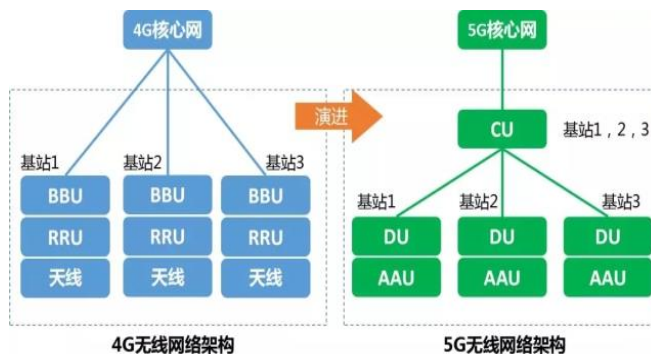 4G核心网
5G核心网
演进
CU
基站1，2，3
基站1
基站2
基站3
BBU
BBU
BBU
RRU
RRU
RRU
天线
天线
天线
基站1
基站2
基站3
DU
DU
DU
AAU
AAU
AAU
4G无线网络架构
5G无线网络架构